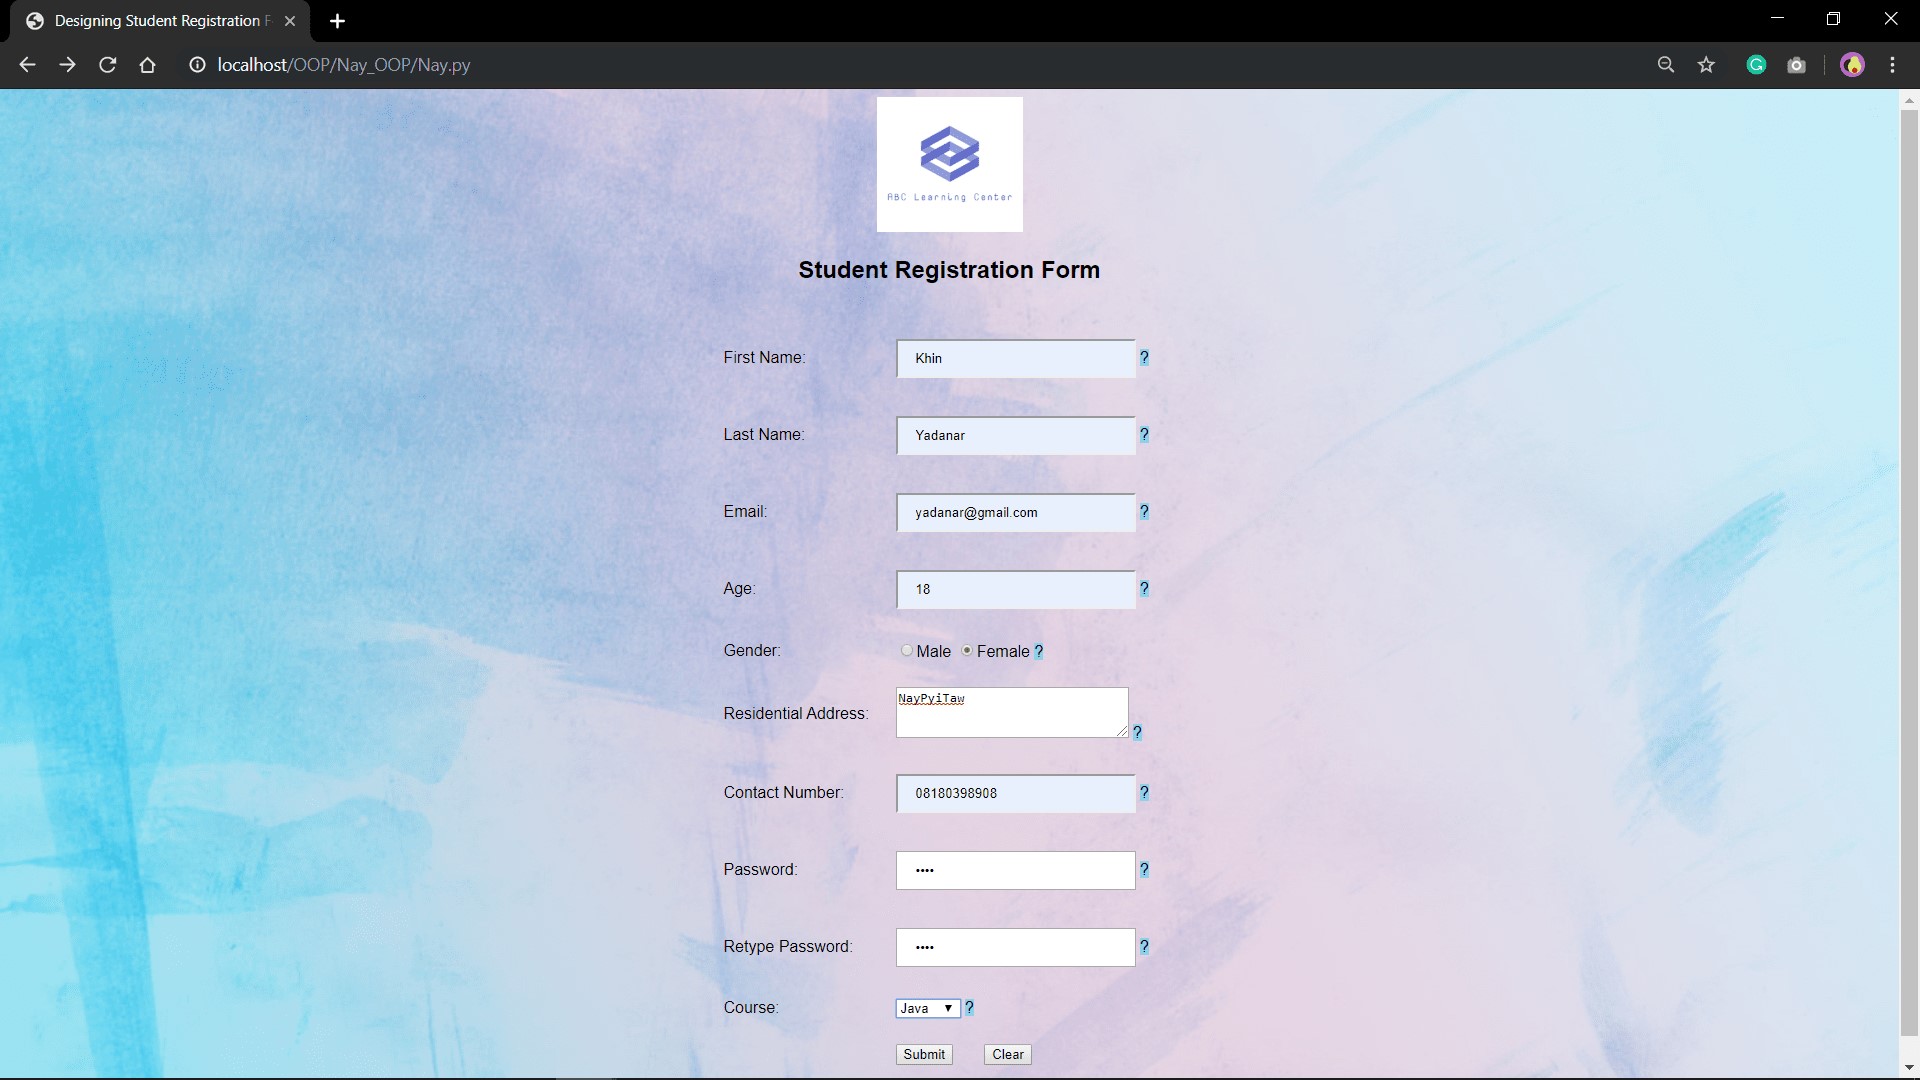 Designing Student Registration F
localhost/OOP/Nay_OOP/Nay.py
ABC Learning Center
Student Registration Form
First Name: Khin ?
Last Name: Yadanar ?
Email: yadanar@gmail.com ?
Age: 18 ?
Gender: Male Female ?
Residential Address: NayPyiTaw ?
Contact Number: 08180398908 ?
Password: •••• ?
Retype Password: •••• ?
Course: Java ?
Submit Clear